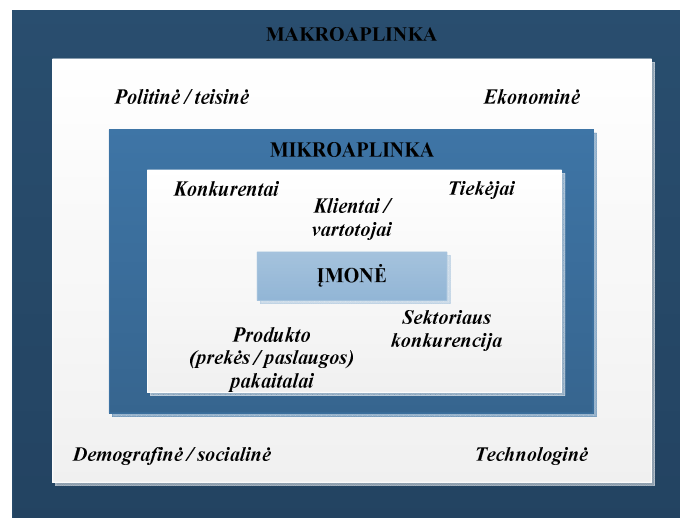 MAKROAPLINKA
Politinė / teisinė
Ekonominė
MIKROAPLINKA
Konkurentai
Tiekėjai
Klientai /
vartotojai
ĮMONĖ
Sektoriaus
konkurencija
Produkto
(prekės / paslaugos)
pakaitalai
Demografinė / socialinė
Technologinė